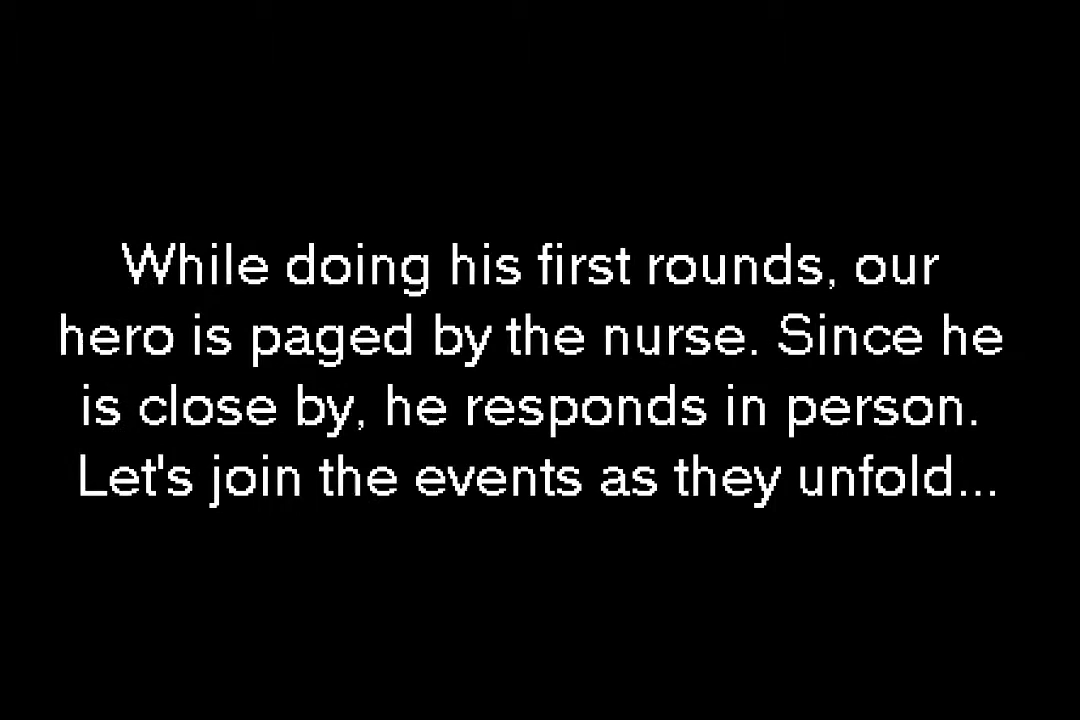 While doing his first rounds, our
hero is paged by the nurse. Since he
is close by, he responds in person.
Let's join the events as they unfold...